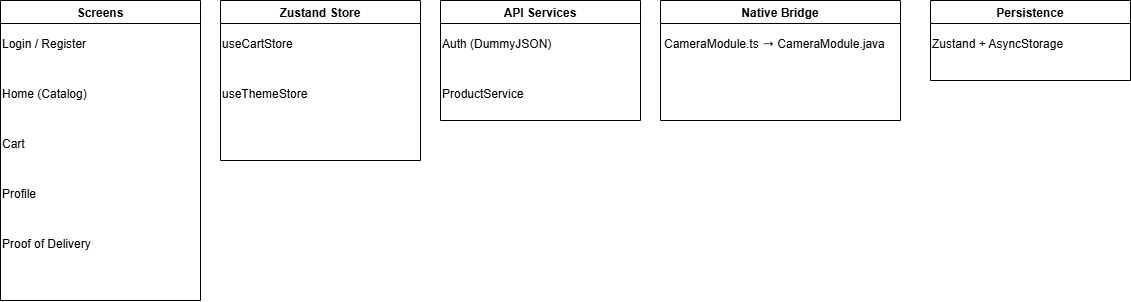 Screens
Login / Register
Home (Catalog)
Cart
Profile
Proof of Delivery
Zustand Store
useCartStore
useThemeStore
API Services
Auth (DummyJSON)
ProductService
Native Bridge
CameraModule.ts → CameraModule.java
Persistence
Zustand + AsyncStorage